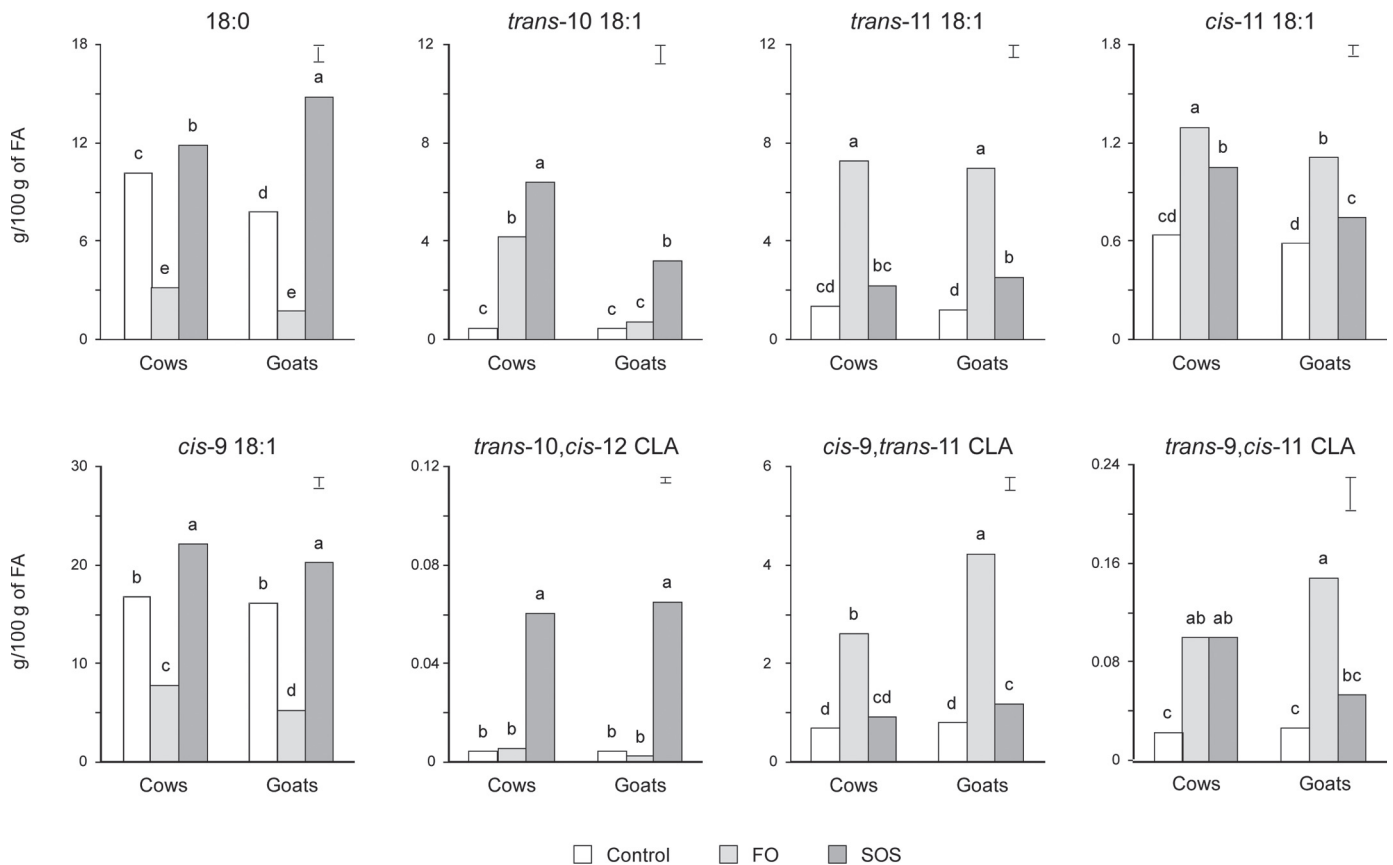 18:0
18
12
6
0
g/100 g of FA
c
e
b
d
e
a
Cows
Goats
trans-10 18:1
12
8
4
0
c
b
a
c
c
b
Cows
Goats
trans-11 18:1
12
8
4
0
cd
a
bc
d
a
b
Cows
Goats
cis-11 18:1
1.8
1.2
0.6
0
cd
a
b
d
b
c
Cows
Goats
cis-9 18:1
30
20
10
0
g/100 g of FA
b
c
a
b
d
a
Cows
Goats
trans-10,cis-12 CLA
0.12
0.08
0.04
0
b
b
a
b
b
a
Cows
Goats
cis-9,trans-11 CLA
6
4
2
0
d
b
cd
d
a
c
Cows
Goats
trans-9,cis-11 CLA
0.24
0.16
0.08
0
c
ab
ab
c
a
bc
Cows
Goats
Control
FO
SOS